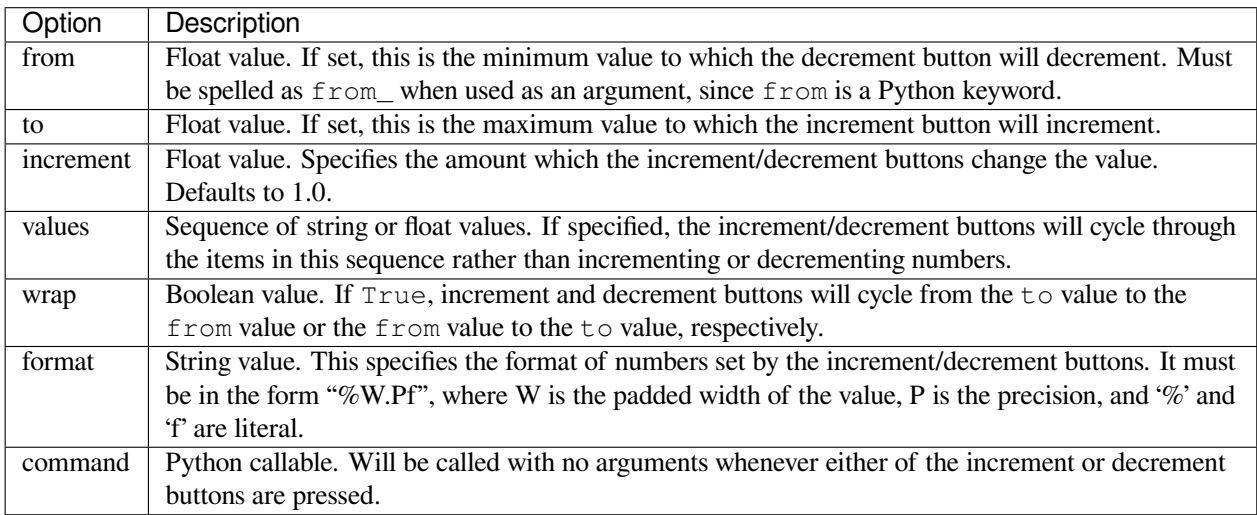 Option Description
from Float value. If set, this is the minimum value to which the decrement button will decrement. Must
be spelled as from_ when used as an argument, since from is a Python keyword.
to Float value. If set, this is the maximum value to which the increment button will increment.
increment Float value. Specifies the amount which the increment/decrement buttons change the value.
Defaults to 1.0.
values Sequence of string or float values. If specified, the increment/decrement buttons will cycle through
the items in this sequence rather than incrementing or decrementing numbers.
wrap Boolean value. If True, increment and decrement buttons will cycle from the to value to the
from value or the from value to the to value, respectively.
format String value. This specifies the format of numbers set by the increment/decrement buttons. It must
be in the form “%W.Pf”, where W is the padded width of the value, P is the precision, and ‘%’ and
‘f’ are literal.
command Python callable. Will be called with no arguments whenever either of the increment or decrement
buttons are pressed.